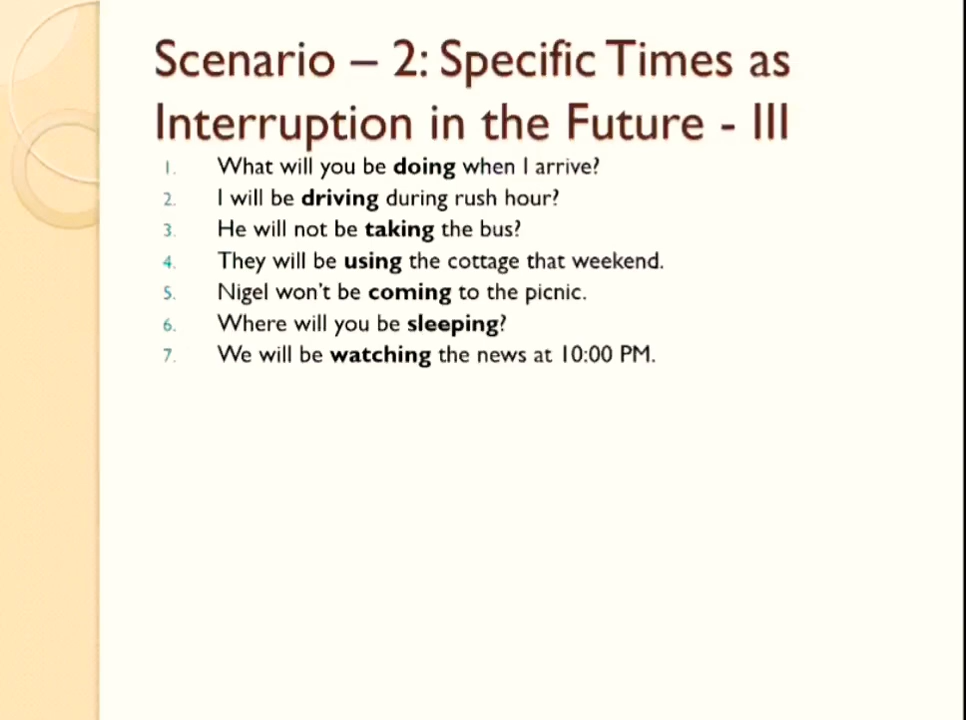 Scenario – 2: Specific Times as
Interruption in the Future - III
1. What will you be doing when I arrive?
2. I will be driving during rush hour?
3. He will not be taking the bus?
4. They will be using the cottage that weekend.
5. Nigel won't be coming to the picnic.
6. Where will you be sleeping?
7. We will be watching the news at 10:00 PM.